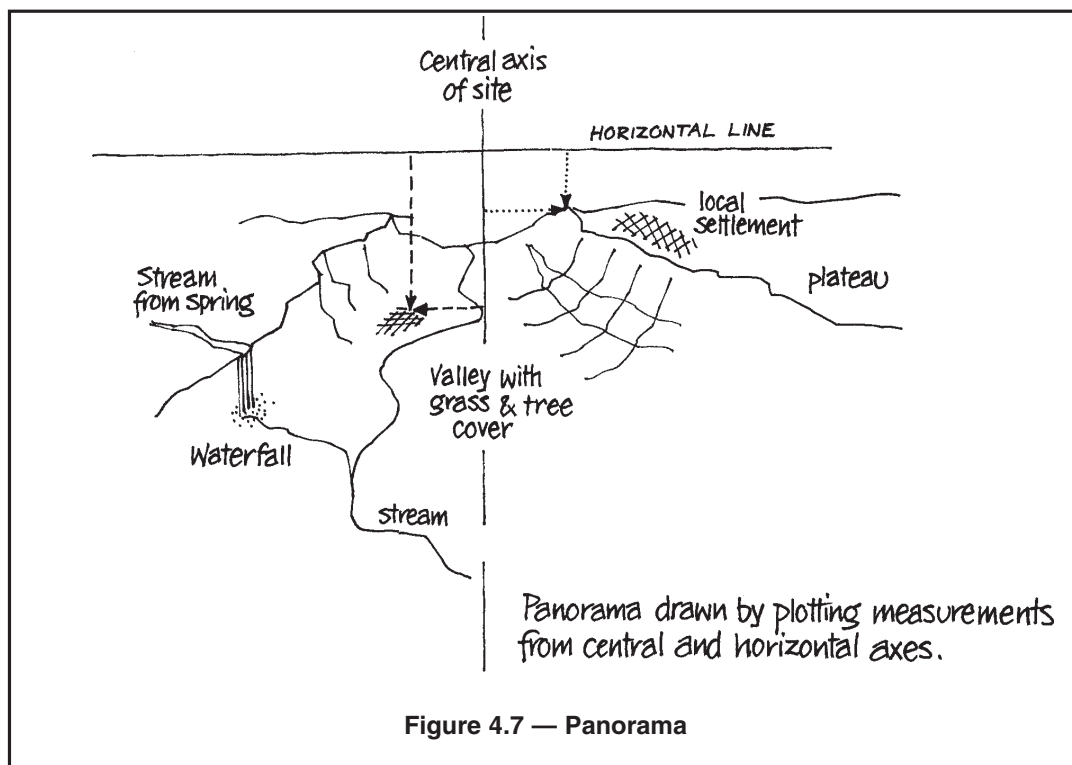 Central axis
of site
HORIZONTAL LINE
local
settlement
plateau
Stream
from spring
Valley with
grass & tree
cover
Waterfall
stream
Panorama drawn by plotting measurements
from central and horizontal axes.
Figure 4.7 — Panorama